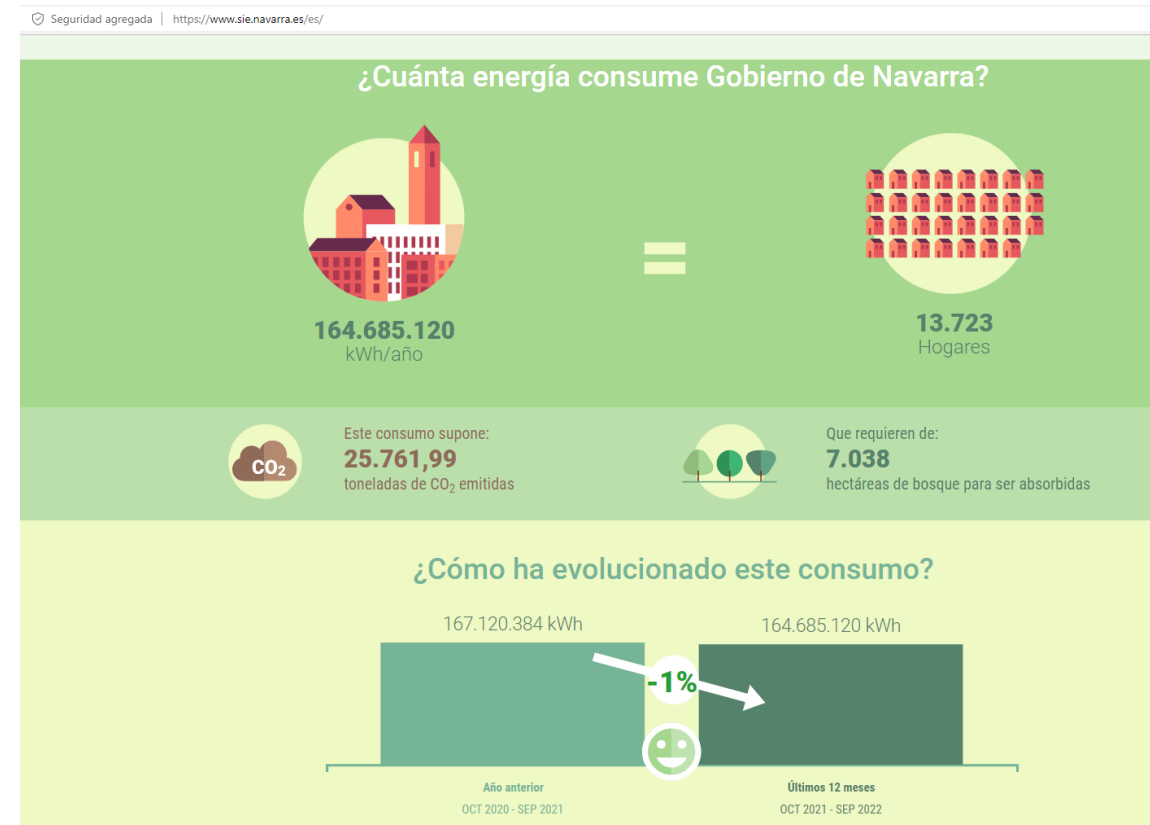 Seguridad agregada | https://www.sie.navarra.es/es/
¿Cuánta energía consume Gobierno de Navarra?
=
164.685.120
kWh/año
13.723
Hogares
CO₂
Este consumo supone:
25.761,99
toneladas de CO₂ emitidas
Que requieren de:
7.038
hectáreas de bosque para ser absorbidas
¿Cómo ha evolucionado este consumo?
167.120.384 kWh
164.685.120 kWh
-1%
Año anterior
OCT 2020 - SEP 2021
Últimos 12 meses
OCT 2021 - SEP 2022